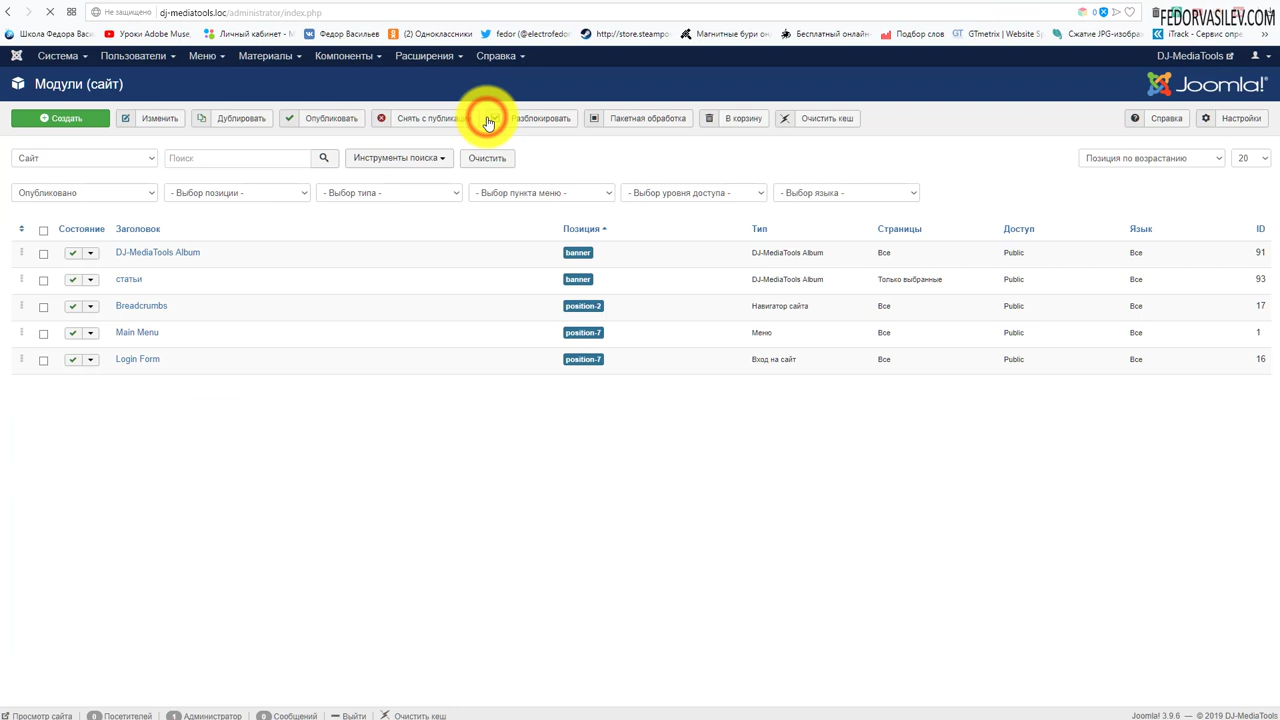 dj-mediatools.loc/administrator/index.php
Не защищено
0
FEDORVASILEV.COM
Школа Федора Васи
Уроки Adobe Muse,
Личный кабинет - М
Федор Васильев
(2) Одноклассники
fedor (@electrofedor
http://store.steampo
Магнитные бури он
Бесплатный онлайн-
Подбор слов
GTmetrix | Website Sp
Сжатие JPG-изображ
iTrack - Сервис опре
Система
Пользователи
Меню
Материалы
Компоненты
Расширения
Справка
DJ-MediaTools
Модули (сайт)
Joomla!
Создать
Изменить
Дублировать
Опубликовать
Снять с публикац
Разблокировать
Пакетная обработка
В корзину
Очистить кеш
Справка
Настройки
Сайт
Поиск
Инструменты поиска
Очистить
Позиция по возрастанию
20
Опубликовано
- Выбор позиции -
- Выбор типа -
- Выбор пункта меню -
- Выбор уровня доступа -
- Выбор языка -
Состояние Заголовок Позиция Тип Страницы Доступ Язык ID
DJ-MediaTools Album banner DJ-MediaTools Album Все Public Все 91
статьи banner DJ-MediaTools Album Только выбранные Public Все 93
Breadcrumbs position-2 Навигатор сайта Все Public Все 17
Main Menu position-7 Меню Все Public Все 1
Login Form position-7 Вход на сайт Все Public Все 16
Просмотр сайта
0 Посетителей
1 Администратор
0 Сообщений
Выйти
Очистить кеш
Joomla! 3.9.6 — © 2019 DJ-MediaTools